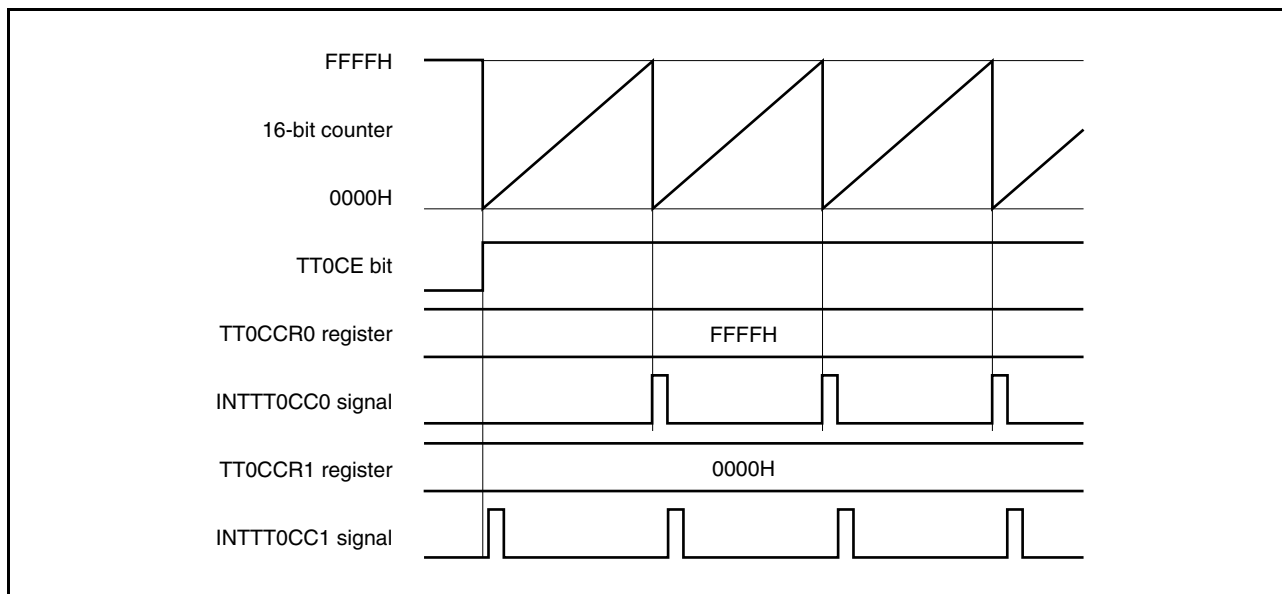 FFFFH
16-bit counter
0000H
TT0CE bit
TT0CCR0 register
FFFFH
INTTT0CC0 signal
TT0CCR1 register
0000H
INTTT0CC1 signal